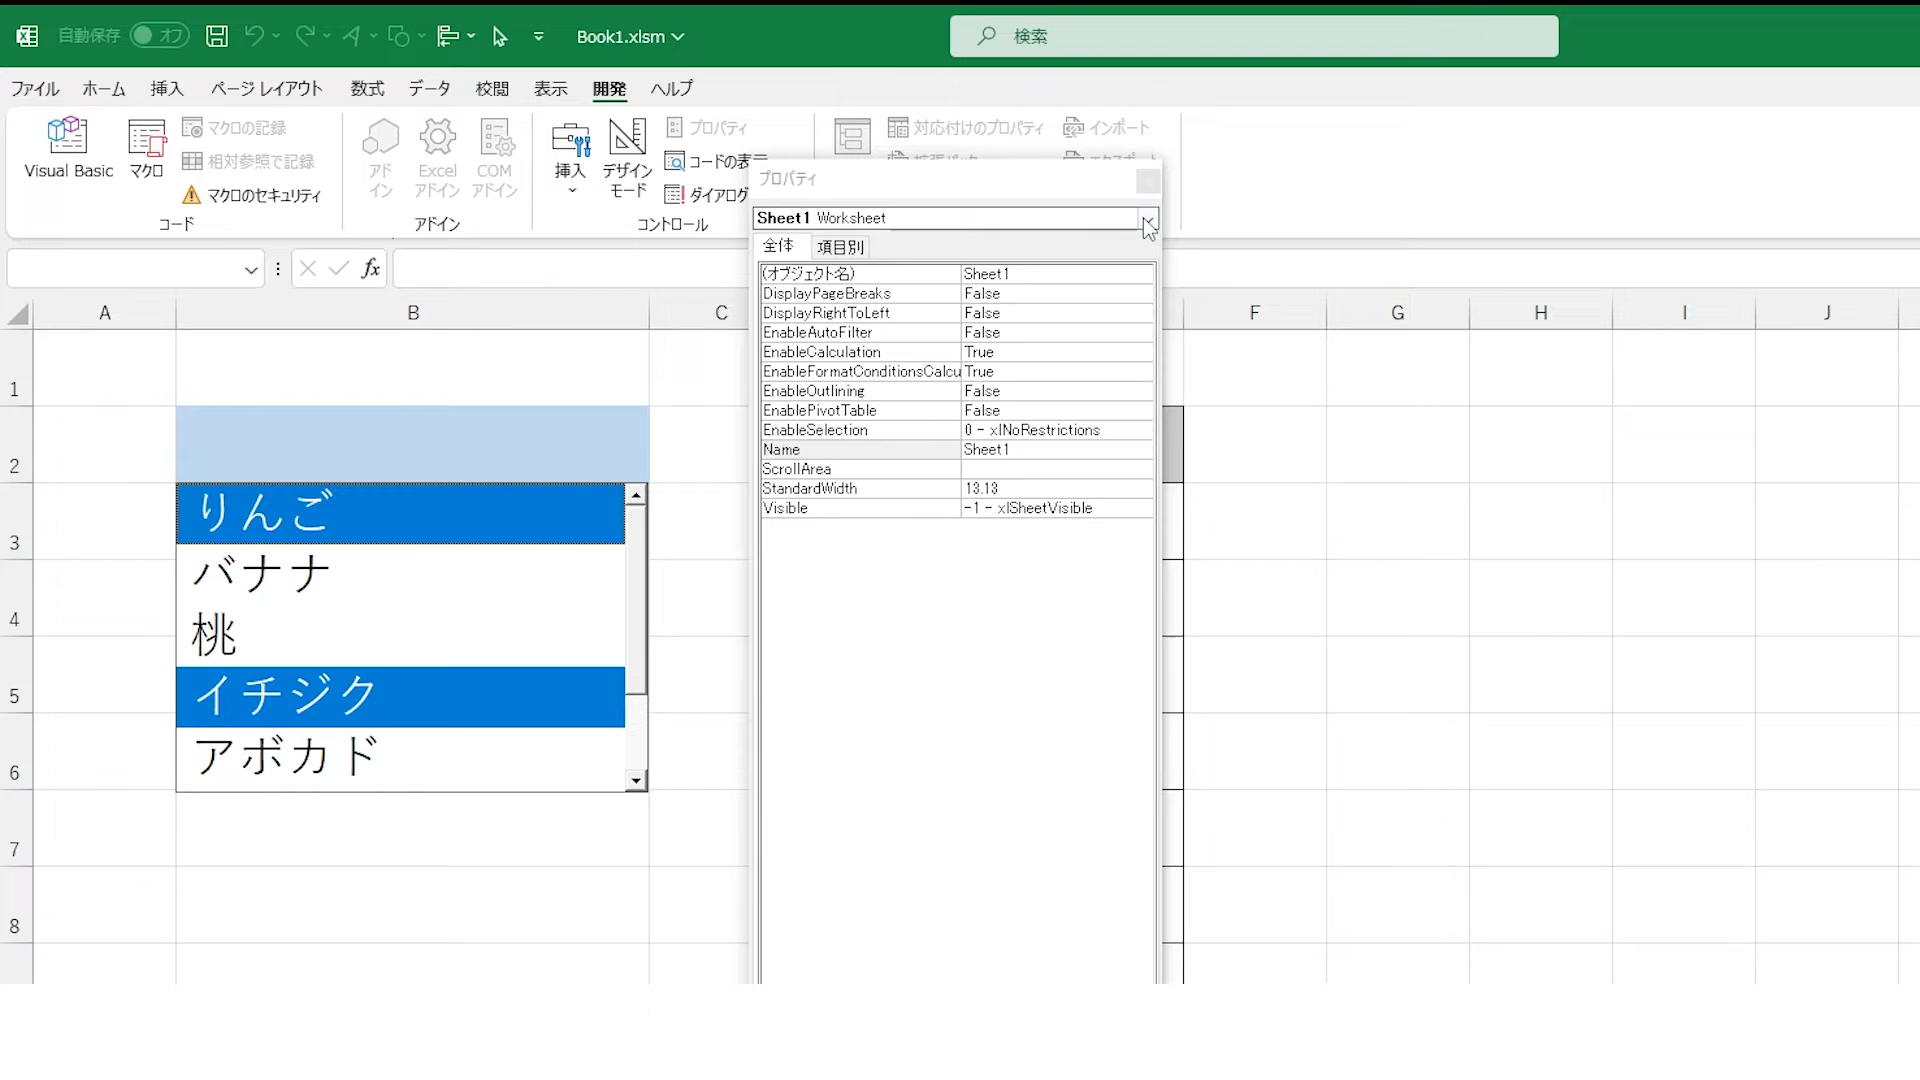 自動保存 オフ Book1.xlsm 検索
ファイル ホーム 挿入 ページ レイアウト 数式 データ 校閲 表示 開発 ヘルプ
Visual Basic
マクロ
マクロの記録
相対参照で記録
マクロのセキュリティ
コード
アド
イン
Excel
アドイン
COM
アドイン
アドイン
挿入
デザイン
モード
プロパティ
コードの表示
ダイアログ
コントロール
対応付けのプロパティ
インポート
プロパティ
Sheet1 Worksheet
全体 項目別
(オブジェクト名) Sheet1
DisplayPageBreaks False
DisplayRightToLeft False
EnableAutoFilter False
EnableCalculation True
EnableFormatConditionsCalcu True
EnableOutlining False
EnablePivotTable False
EnableSelection 0 - xlNoRestrictions
Name Sheet1
ScrollArea
StandardWidth 13.13
Visible -1 - xlSheetVisible
fx
A B C F G H I J
1
2
3
4
5
6
7
8
りんご
バナナ
桃
イチジク
アボカド